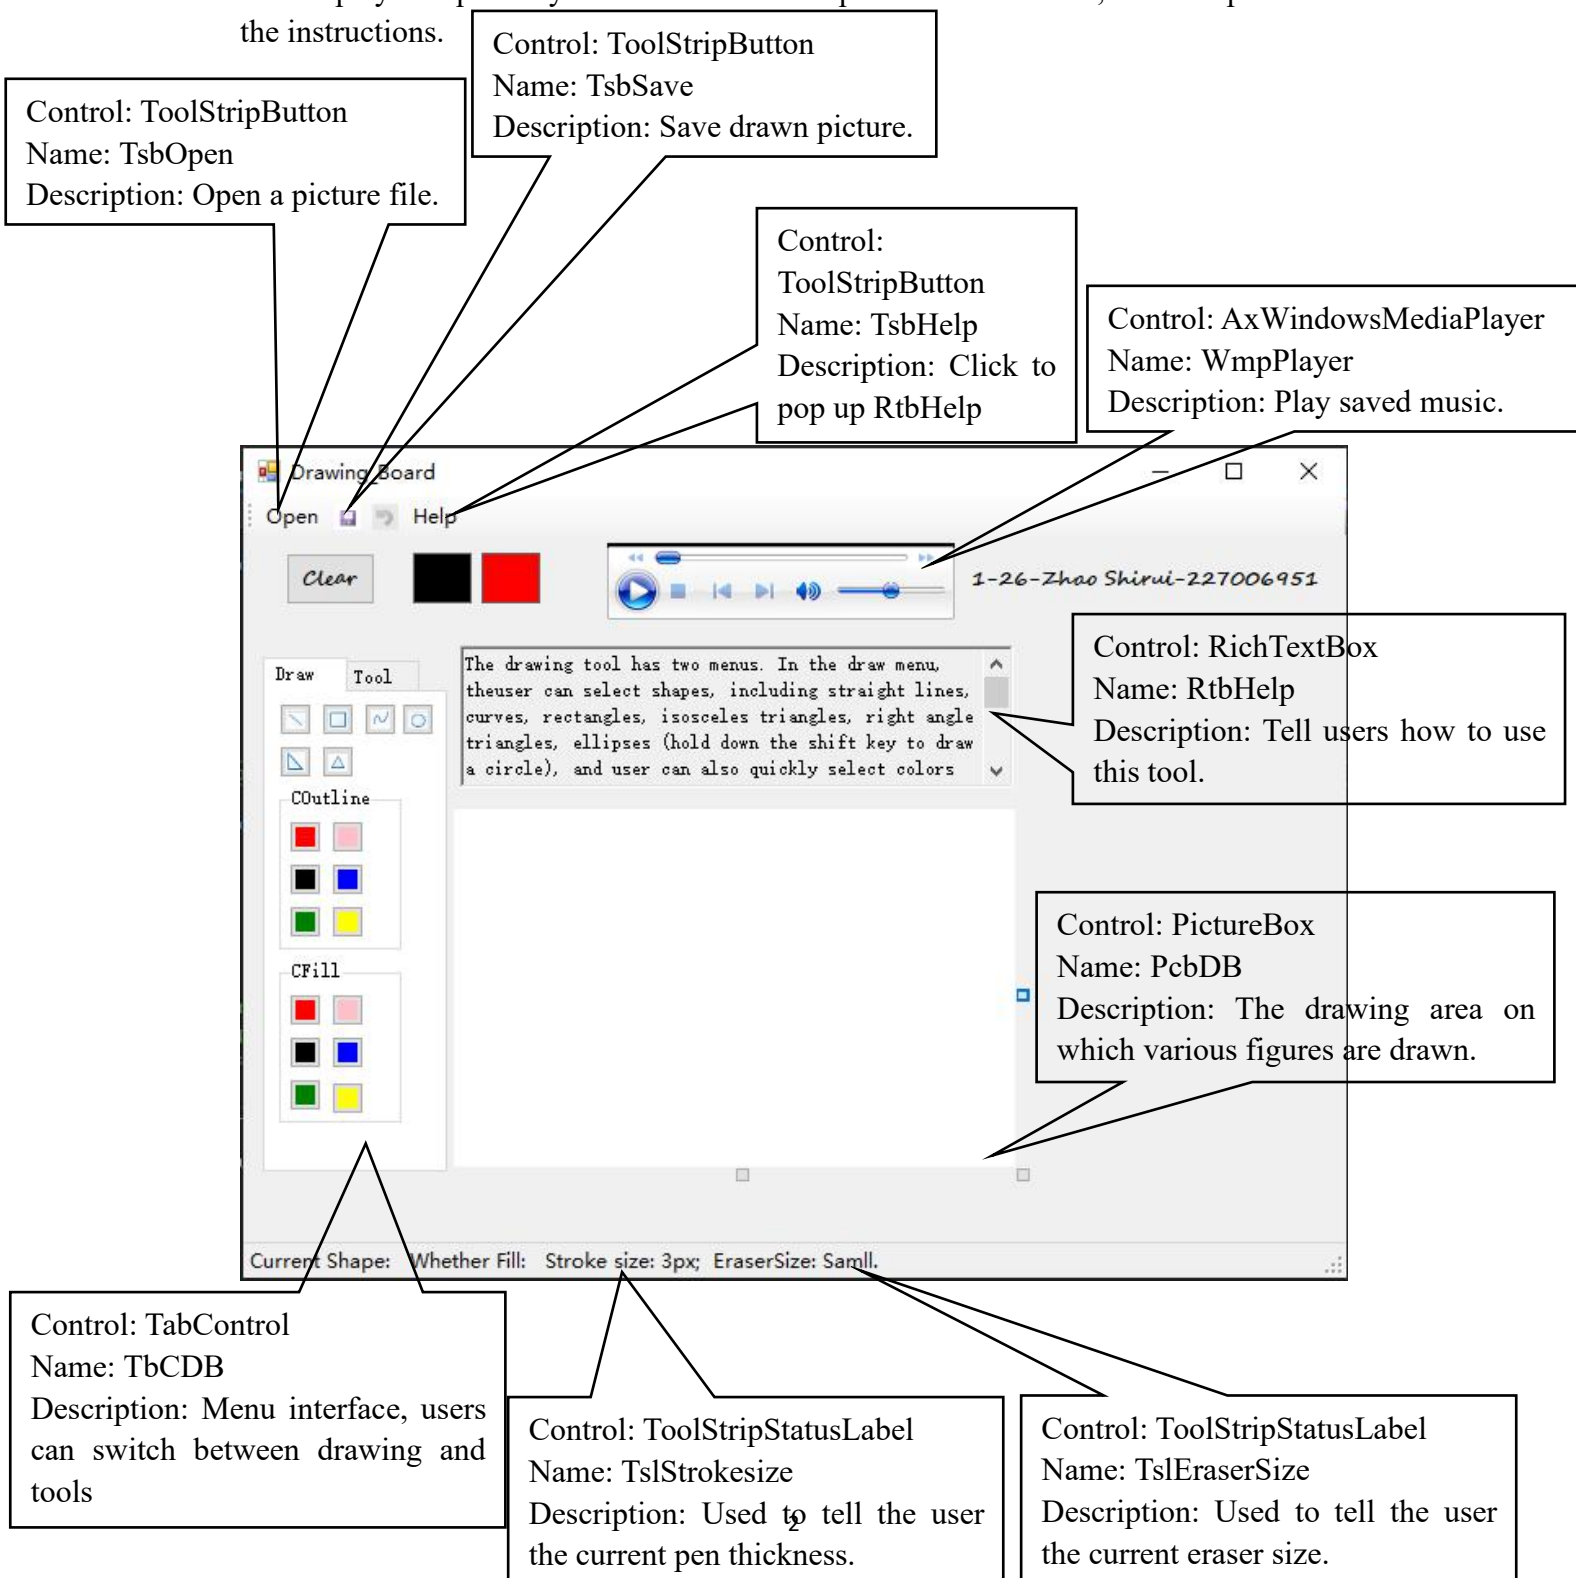 the instructions.
Control: ToolStripButton
Name: TsbSave
Description: Save drawn picture.
Control: ToolStripButton
Name: TsbOpen
Description: Open a picture file.
Control:
ToolStripButton
Name: TsbHelp
Description: Click to
pop up RtbHelp
Control: AxWindowsMediaPlayer
Name: WmpPlayer
Description: Play saved music.
Drawing_Board
Open Help
Clear
1-26-Zhao Shirui-227006951
Draw Tool
The drawing tool has two menus. In the draw menu,
theuser can select shapes, including straight lines,
curves, rectangles, isosceles triangles, right angle
triangles, ellipses (hold down the shift key to draw
a circle), and user can also quickly select colors
Control: RichTextBox
Name: RtbHelp
Description: Tell users how to use
this tool.
COutline
CFill
Control: PictureBox
Name: PcbDB
Description: The drawing area on
which various figures are drawn.
Current Shape: Whether Fill: Stroke size: 3px; EraserSize: Samll.
Control: TabControl
Name: TbCDB
Description: Menu interface, users
can switch between drawing and
tools
Control: ToolStripStatusLabel
Name: TslStrokesize
Description: Used to tell the user
the current pen thickness.
Control: ToolStripStatusLabel
Name: TslEraserSize
Description: Used to tell the user
the current eraser size.
2